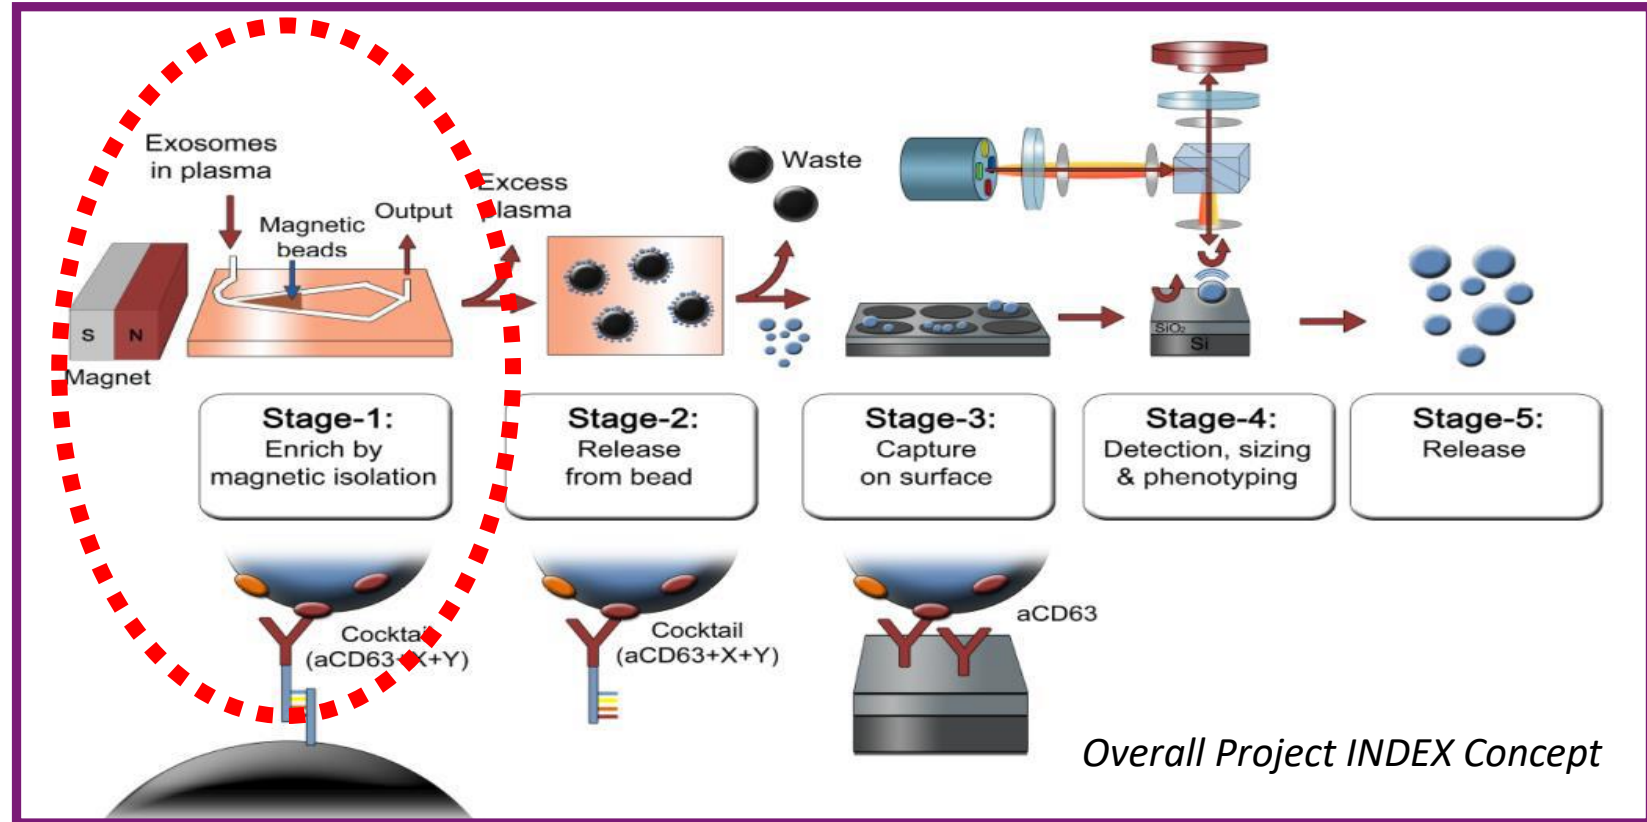 Exosomes
in plasma
Magnetic
beads
Output
Excess
plasma
Waste
S
N
Magnet
SiO₂
Si
Stage-1:
Enrich by
magnetic isolation
Stage-2:
Release
from bead
Stage-3:
Capture
on surface
Stage-4:
Detection, sizing
& phenotyping
Stage-5:
Release
Cocktail
(aCD63+X+Y)
Cocktail
(aCD63+X+Y)
aCD63
Overall Project INDEX Concept